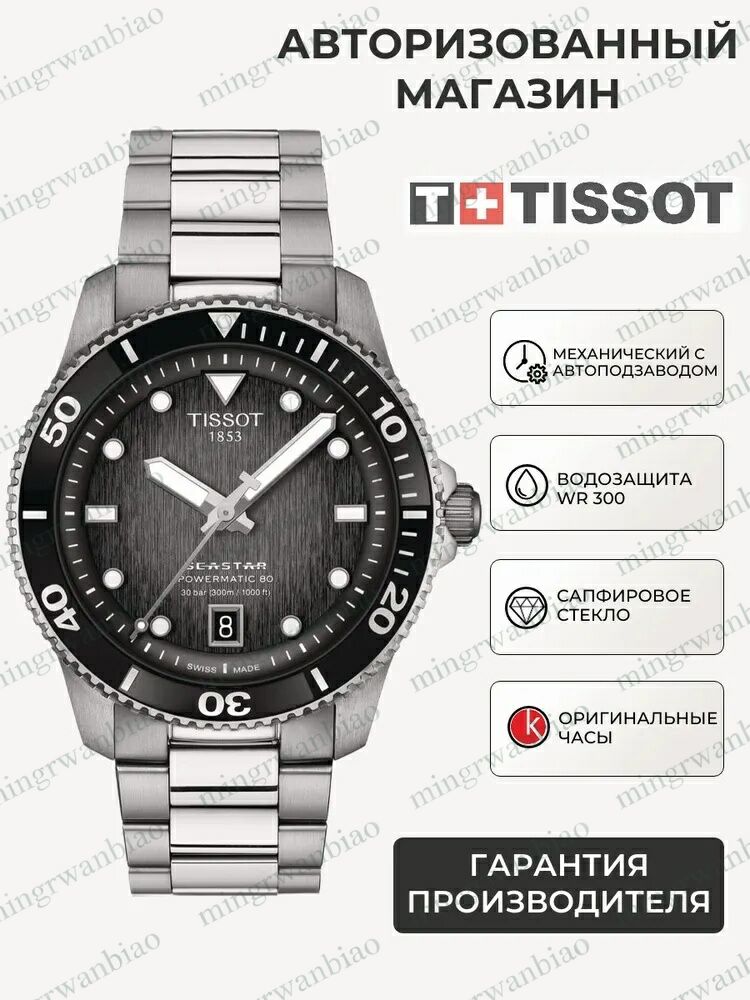 АВТОРИЗОВАННЫЙ
МАГАЗИН
T+TISSOT
МЕХАНИЧЕСКИЙ С
АВТОПОДЗАВОДОМ
ВОДОЗАЩИТА
WR 300
САПФИРОВОЕ
СТЕКЛО
k
ОРИГИНАЛЬНЫЕ
ЧАСЫ
ГАРАНТИЯ
ПРОИЗВОДИТЕЛЯ
TISSOT
1853
SEASTAR
POWERMATIC 80
30 bar (300m / 1000 ft)
8
SWISS MADE
10
20
30
40
50
mingrwanbiao